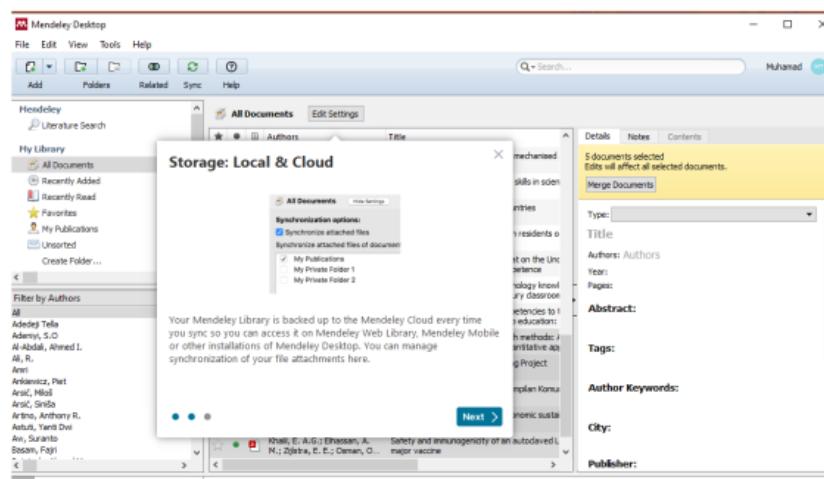 Mendeley Desktop
File Edit View Tools Help
Search...
Muhamad
Add Folders Related Sync Help
Mendeley
Literature Search
My Library
All Documents
Recently Added
Recently Read
Favorites
My Publications
Unsorted
Create Folder...
Filter by Authors
All
Adedeji Tella
Adeniyi, S.O
Al-Abdali, Ahmed I.
Ali, R.
Amri
Ankiewicz, Piet
Arsić, Miloš
Arsić, Siniša
Artino, Anthony R.
Astuti, Yanti Dwi
Avv, Suranto
Basam, Fajri
All Documents Edit Settings
Authors Title
Storage: Local & Cloud
All Documents Hide Settings
Synchronization options:
Synchronize attached files
Synchronize attached files of document
My Publications
My Private Folder 1
My Private Folder 2
Your Mendeley Library is backed up to the Mendeley Cloud every time
you sync so you can access it on Mendeley Web Library, Mendeley Mobile
or other installations of Mendeley Desktop. You can manage
synchronization of your file attachments here.
Next
mechanised
skills in scien
ntries
residents o
at on the Unc
petence
nology knowl
ury classroon
petencies to
education:
h methods:
antitative ap
g Project
mplan Komu
nomic susta
Khalil, E. A.G.; Elhassan, A.
M.; Zijlstra, E. E.; Osman, O...
Safety and immunogenicity of an autoclaved L
major vaccine
Details Notes Contents
5 documents selected
Edits will affect all selected documents.
Merge Documents
Type:
Title
Authors: Authors
Year:
Pages:
Abstract:
Tags:
Author Keywords:
City:
Publisher: